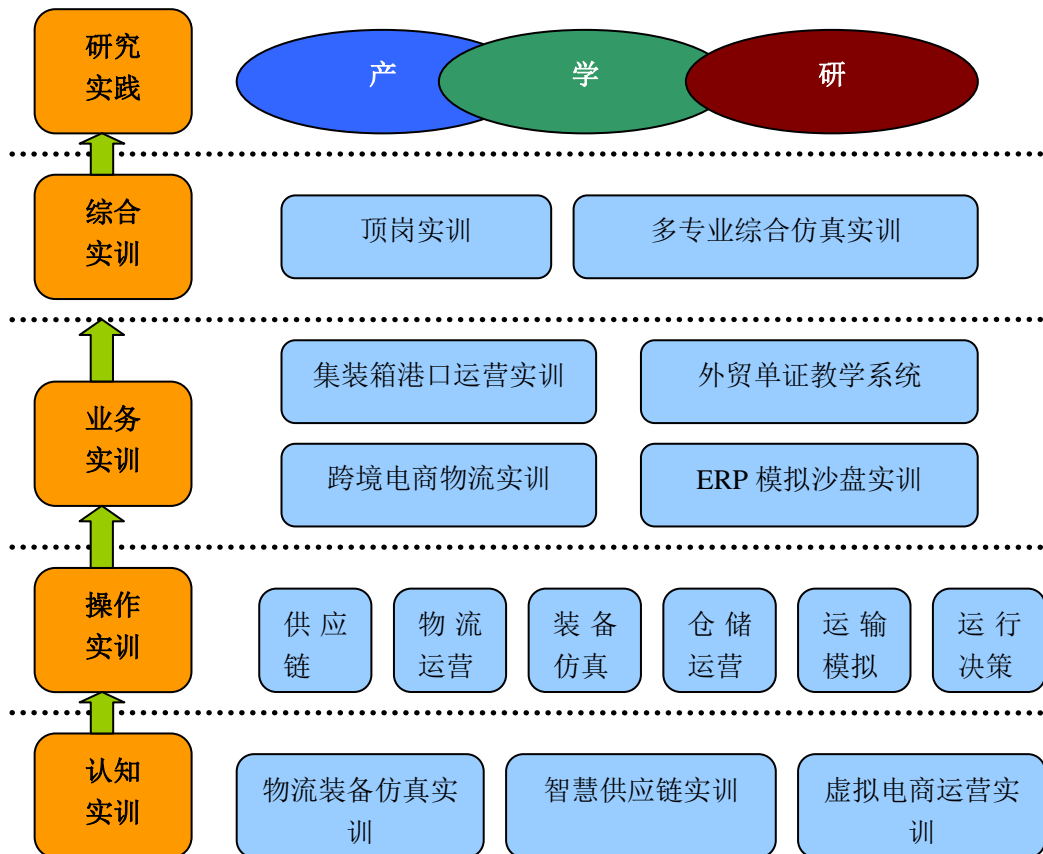 研究
实践
产
学
研
综合
实训
顶岗实训
多专业综合仿真实训
业务
实训
集装箱港口运营实训
外贸单证教学系统
跨境电商物流实训
ERP 模拟沙盘实训
操作
实训
供 应
链
物 流
运营
装 备
仿真
仓 储
运营
运 输
模拟
运 行
决策
认知
实训
物流装备仿真实
训
智慧供应链实训
虚拟电商运营实
训